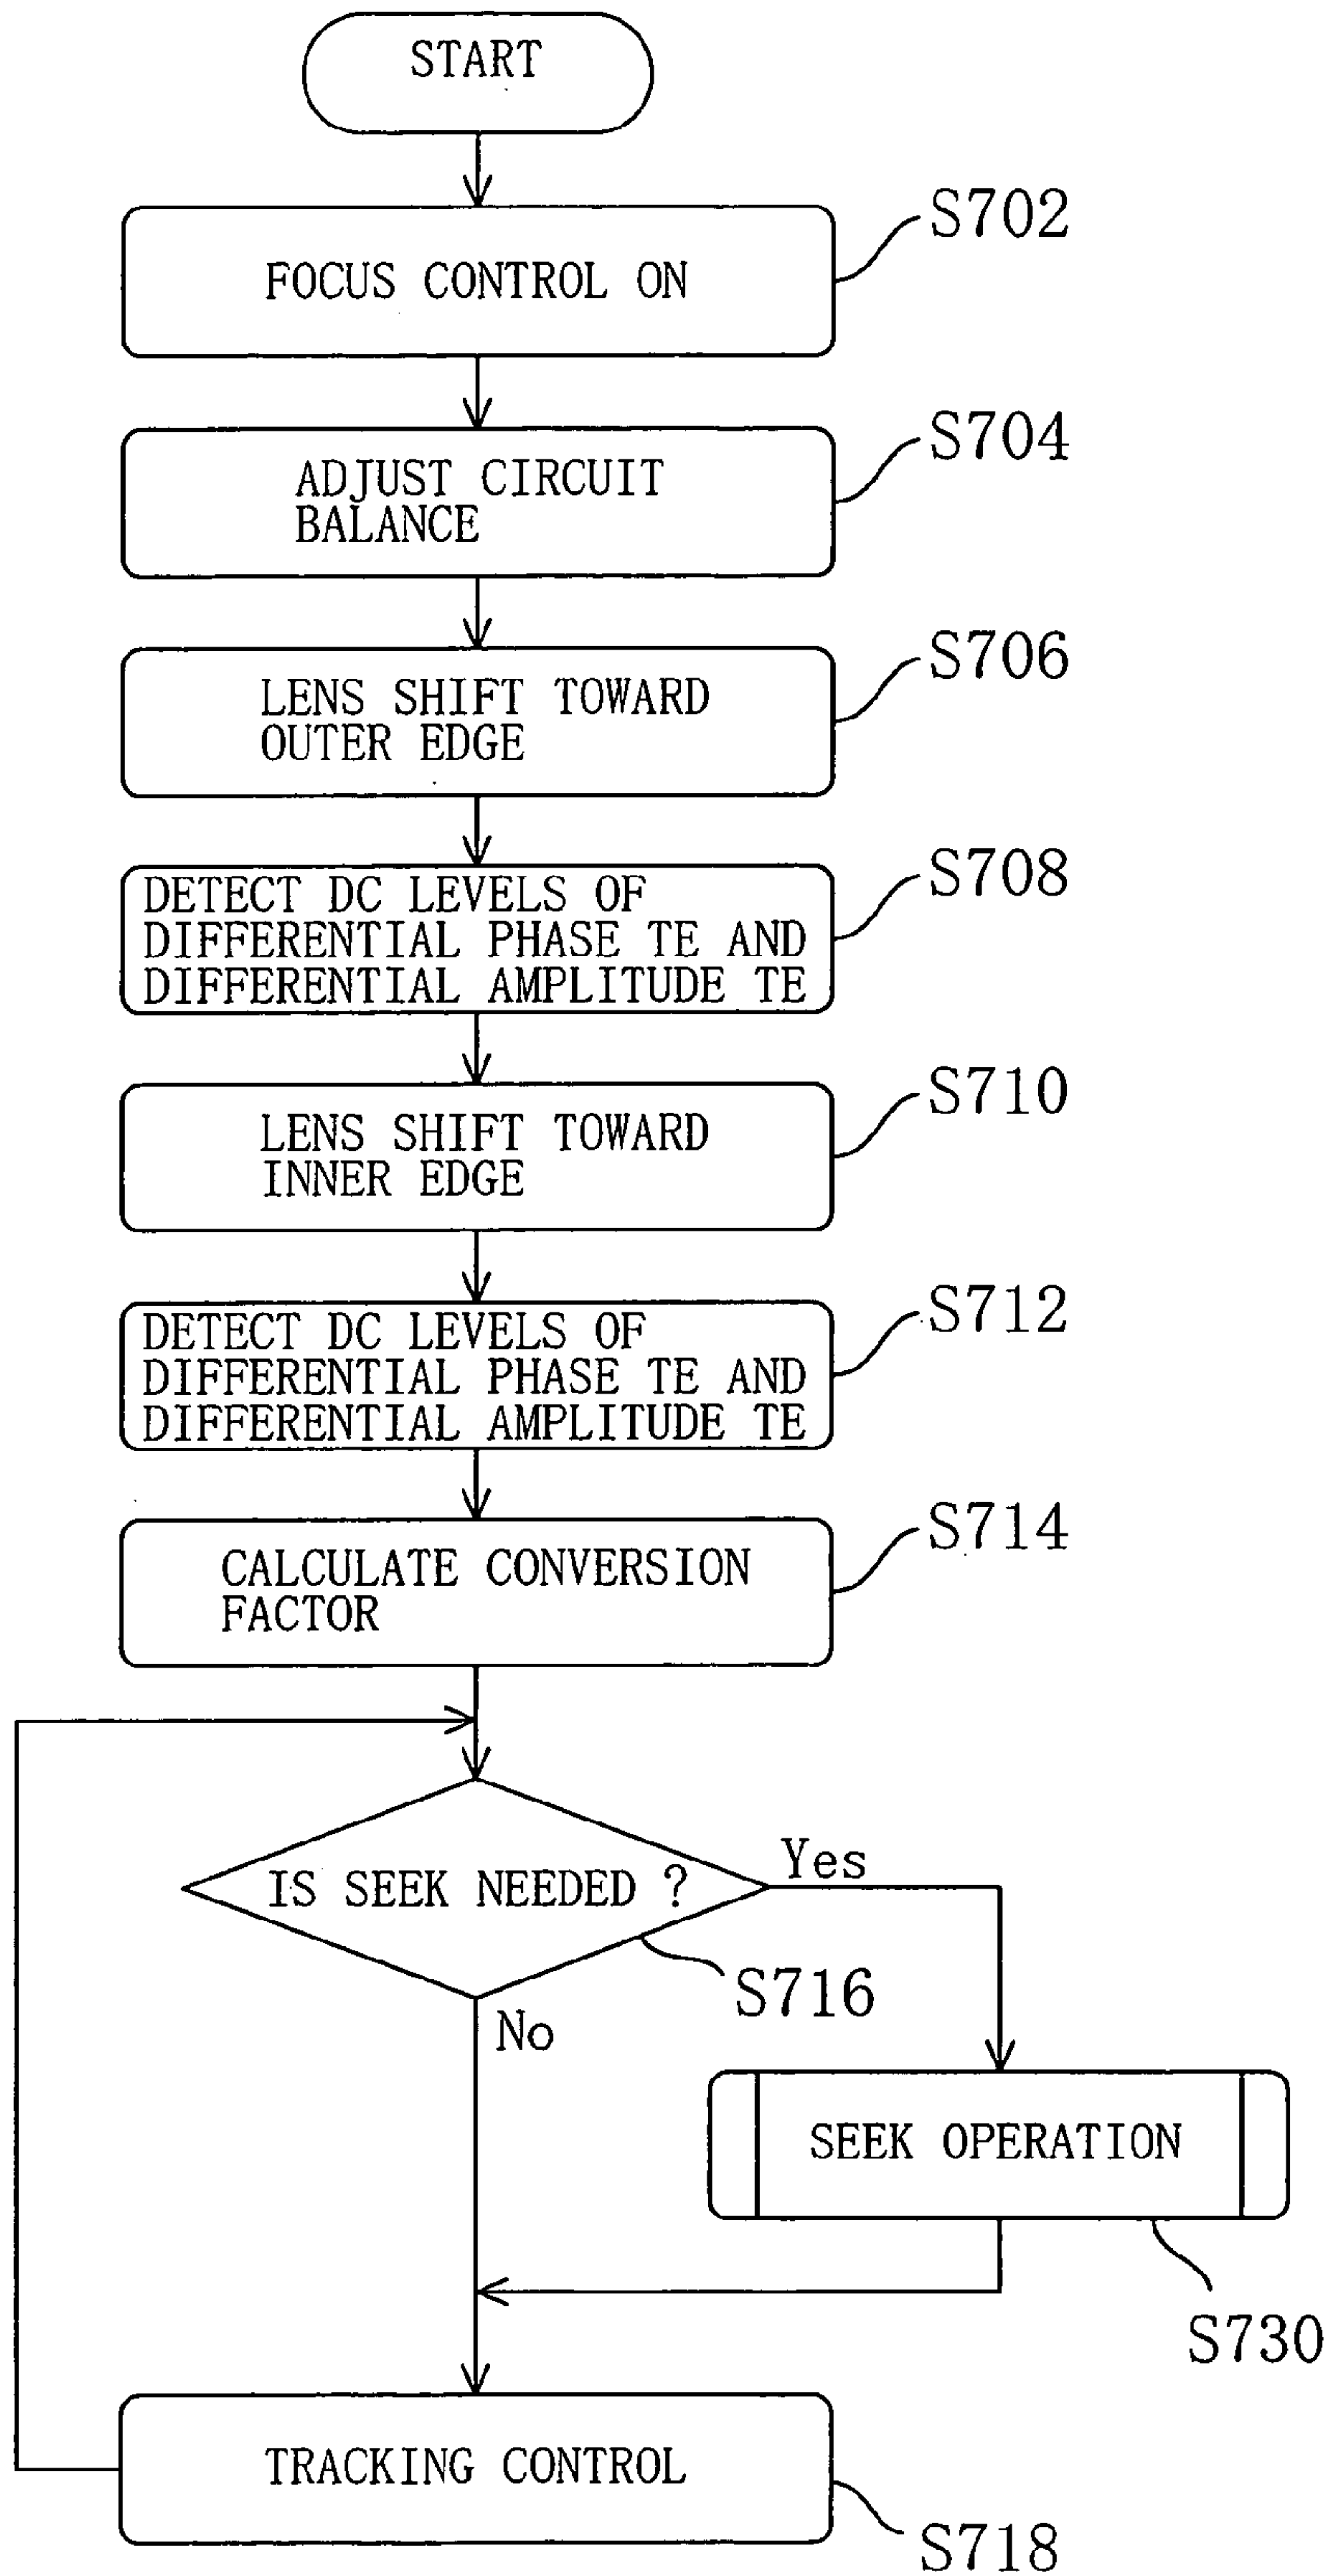 START
S702
FOCUS CONTROL ON
S704
ADJUST CIRCUIT
BALANCE
S706
LENS SHIFT TOWARD
OUTER EDGE
S708
DETECT DC LEVELS OF
DIFFERENTIAL PHASE TE AND
DIFFERENTIAL AMPLITUDE TE
S710
LENS SHIFT TOWARD
INNER EDGE
S712
DETECT DC LEVELS OF
DIFFERENTIAL PHASE TE AND
DIFFERENTIAL AMPLITUDE TE
S714
CALCULATE CONVERSION
FACTOR
IS SEEK NEEDED ?
Yes
S716
No
SEEK OPERATION
S730
TRACKING CONTROL
S718